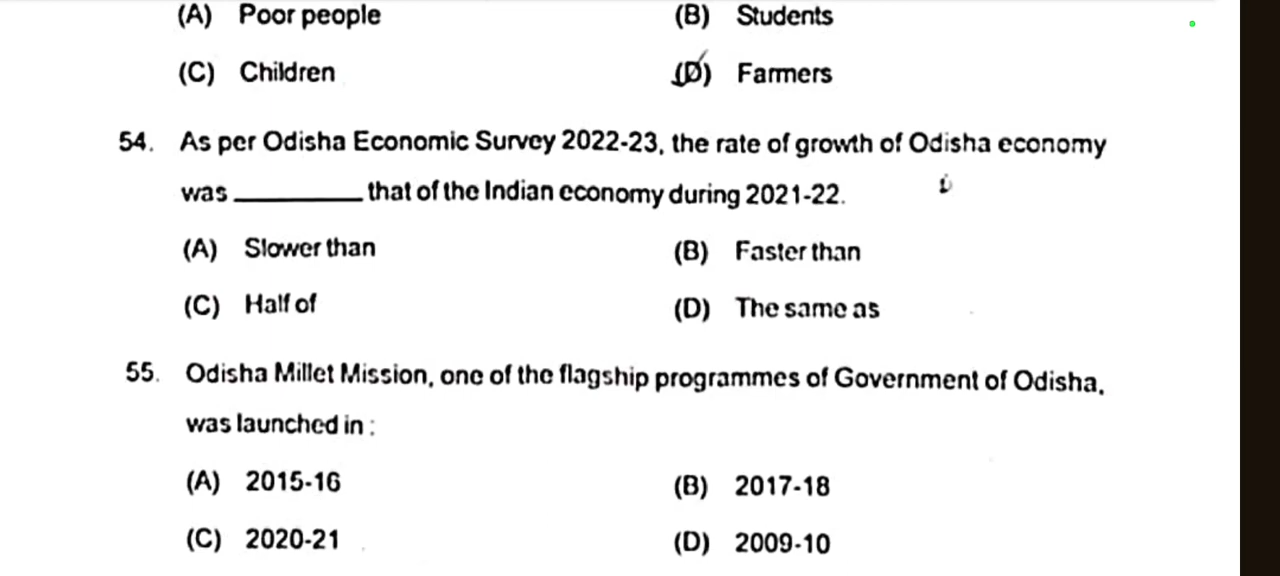 (A) Poor people (B) Students
(C) Children (D) Farmers
54. As per Odisha Economic Survey 2022-23, the rate of growth of Odisha economy
was ________ that of the Indian economy during 2021-22.
(A) Slower than (B) Faster than
(C) Half of (D) The same as
55. Odisha Millet Mission, one of the flagship programmes of Government of Odisha,
was launched in :
(A) 2015-16 (B) 2017-18
(C) 2020-21 (D) 2009-10